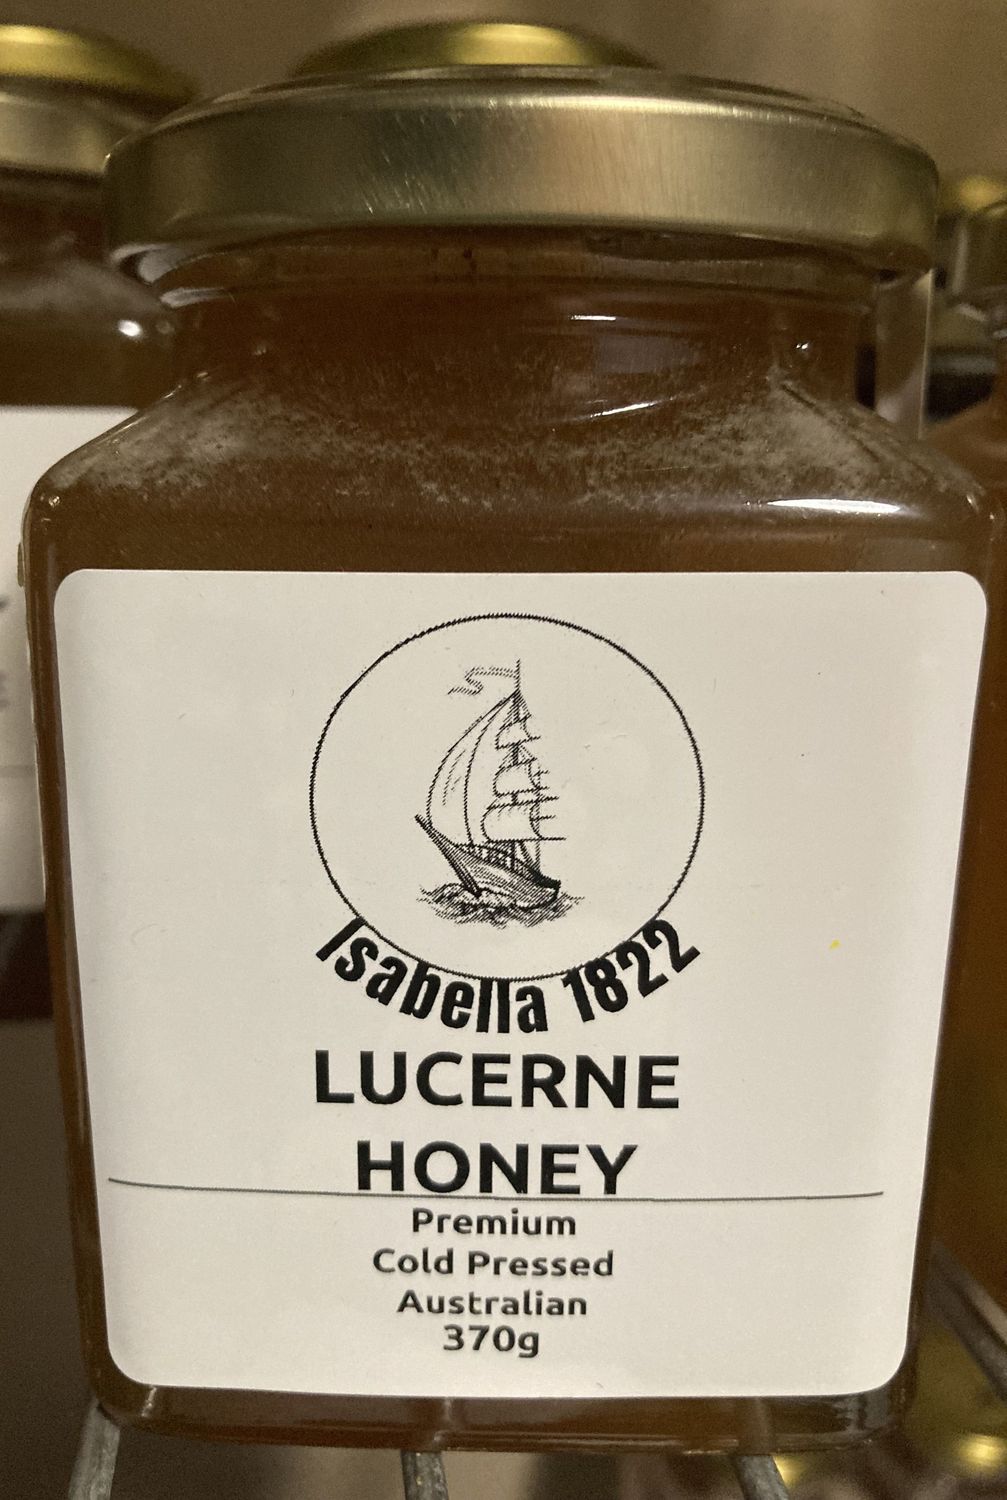 Isabella 1822
LUCERNE
HONEY
Premium
Cold Pressed
Australian
370g